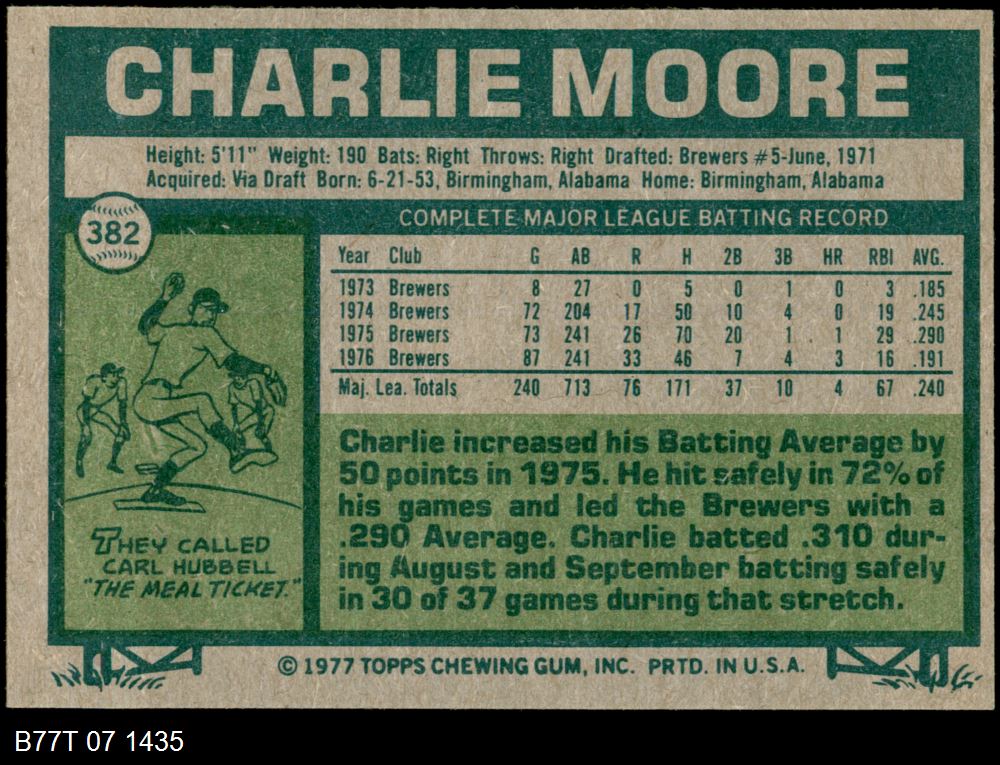 CHARLIE MOORE
Height: 5'11" Weight: 190 Bats: Right Throws: Right Drafted: Brewers #5-June, 1971
Acquired: Via Draft Born: 6-21-53, Birmingham, Alabama Home: Birmingham, Alabama
382
COMPLETE MAJOR LEAGUE BATTING RECORD
Year Club G AB R H 2B 3B HR RBI AVG.
1973 Brewers 8 27 0 5 0 1 0 3 .185
1974 Brewers 72 204 17 50 10 4 0 19 .245
1975 Brewers 73 241 26 70 20 1 1 29 .290
1976 Brewers 87 241 33 46 7 4 3 16 .191
Maj. Lea. Totals 240 713 76 171 37 10 4 67 .240
Charlie increased his Batting Average by
50 points in 1975. He hit safely in 72% of
his games and led the Brewers with a
.290 Average. Charlie batted .310 dur-
ing August and September batting safely
in 30 of 37 games during that stretch.
THEY CALLED
CARL HUBBELL
"THE MEAL TICKET."
© 1977 TOPPS CHEWING GUM, INC. PRTD. IN U.S.A.
B77T 07 1435